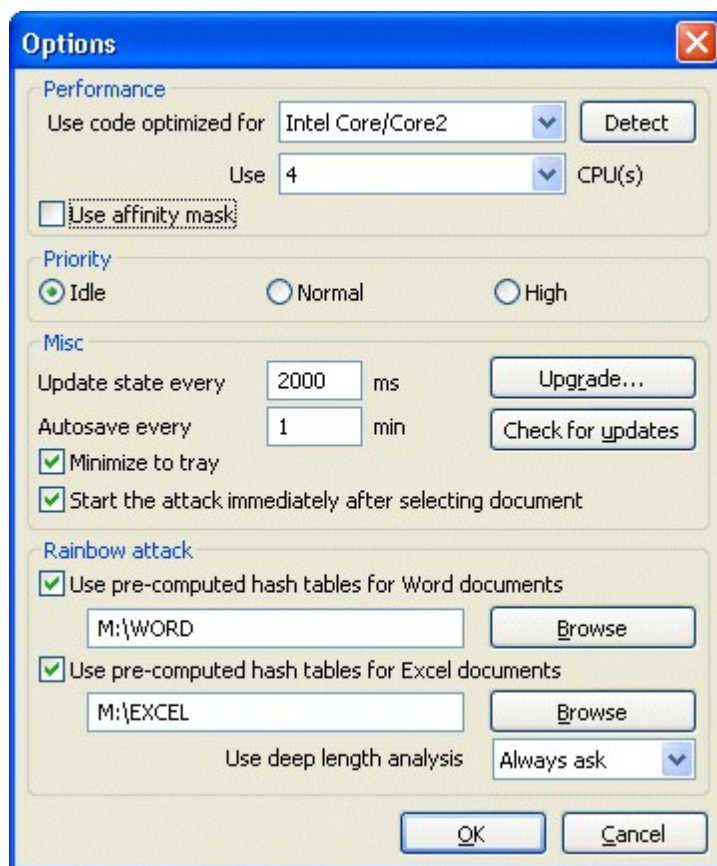 Options
Performance
Use code optimized for Intel Core/Core2 Detect
Use 4 CPU(s)
Use affinity mask
Priority
Idle Normal High
Misc
Update state every 2000 ms Upgrade...
Autosave every 1 min Check for updates
Minimize to tray
Start the attack immediately after selecting document
Rainbow attack
Use pre-computed hash tables for Word documents
M:\WORD Browse
Use pre-computed hash tables for Excel documents
M:\EXCEL Browse
Use deep length analysis Always ask
OK Cancel